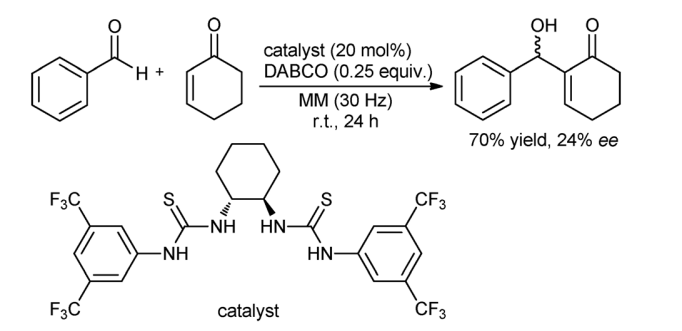 O
H
+
O
catalyst (20 mol%)
DABCO (0.25 equiv.)
MM (30 Hz)
r.t., 24 h
OH
O
70% yield, 24% ee
F₃C
S
S
CF₃
NH
HN
NH
HN
F₃C
CF₃
catalyst